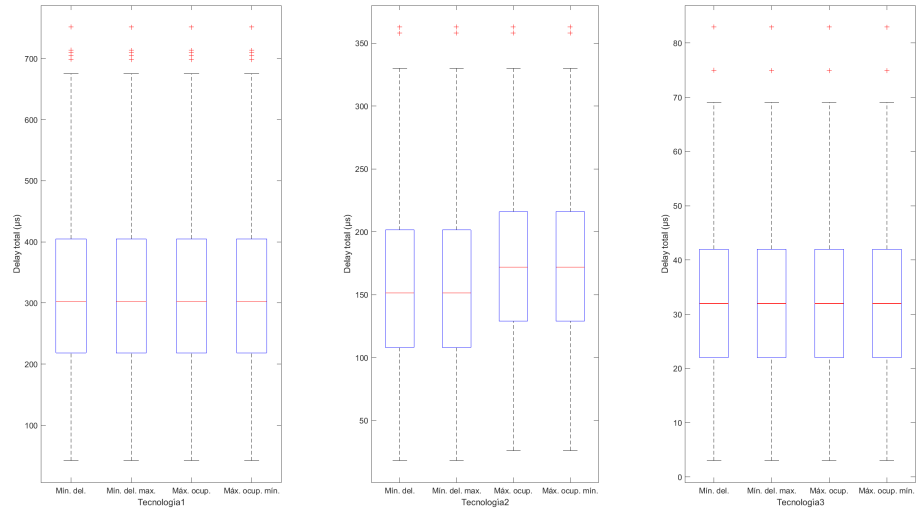 Delay total (µs)
700
600
500
400
300
200
100
Mín. del.
Mín. del. max.
Máx. ocup.
Máx. ocup. mín.
Tecnología1
Delay total (µs)
350
300
250
200
150
100
50
Mín. del.
Mín. del. max.
Máx. ocup.
Máx. ocup. mín.
Tecnología2
Delay total (µs)
80
70
60
50
40
30
20
10
0
Mín. del.
Mín. del. max.
Máx. ocup.
Máx. ocup. mín.
Tecnología3